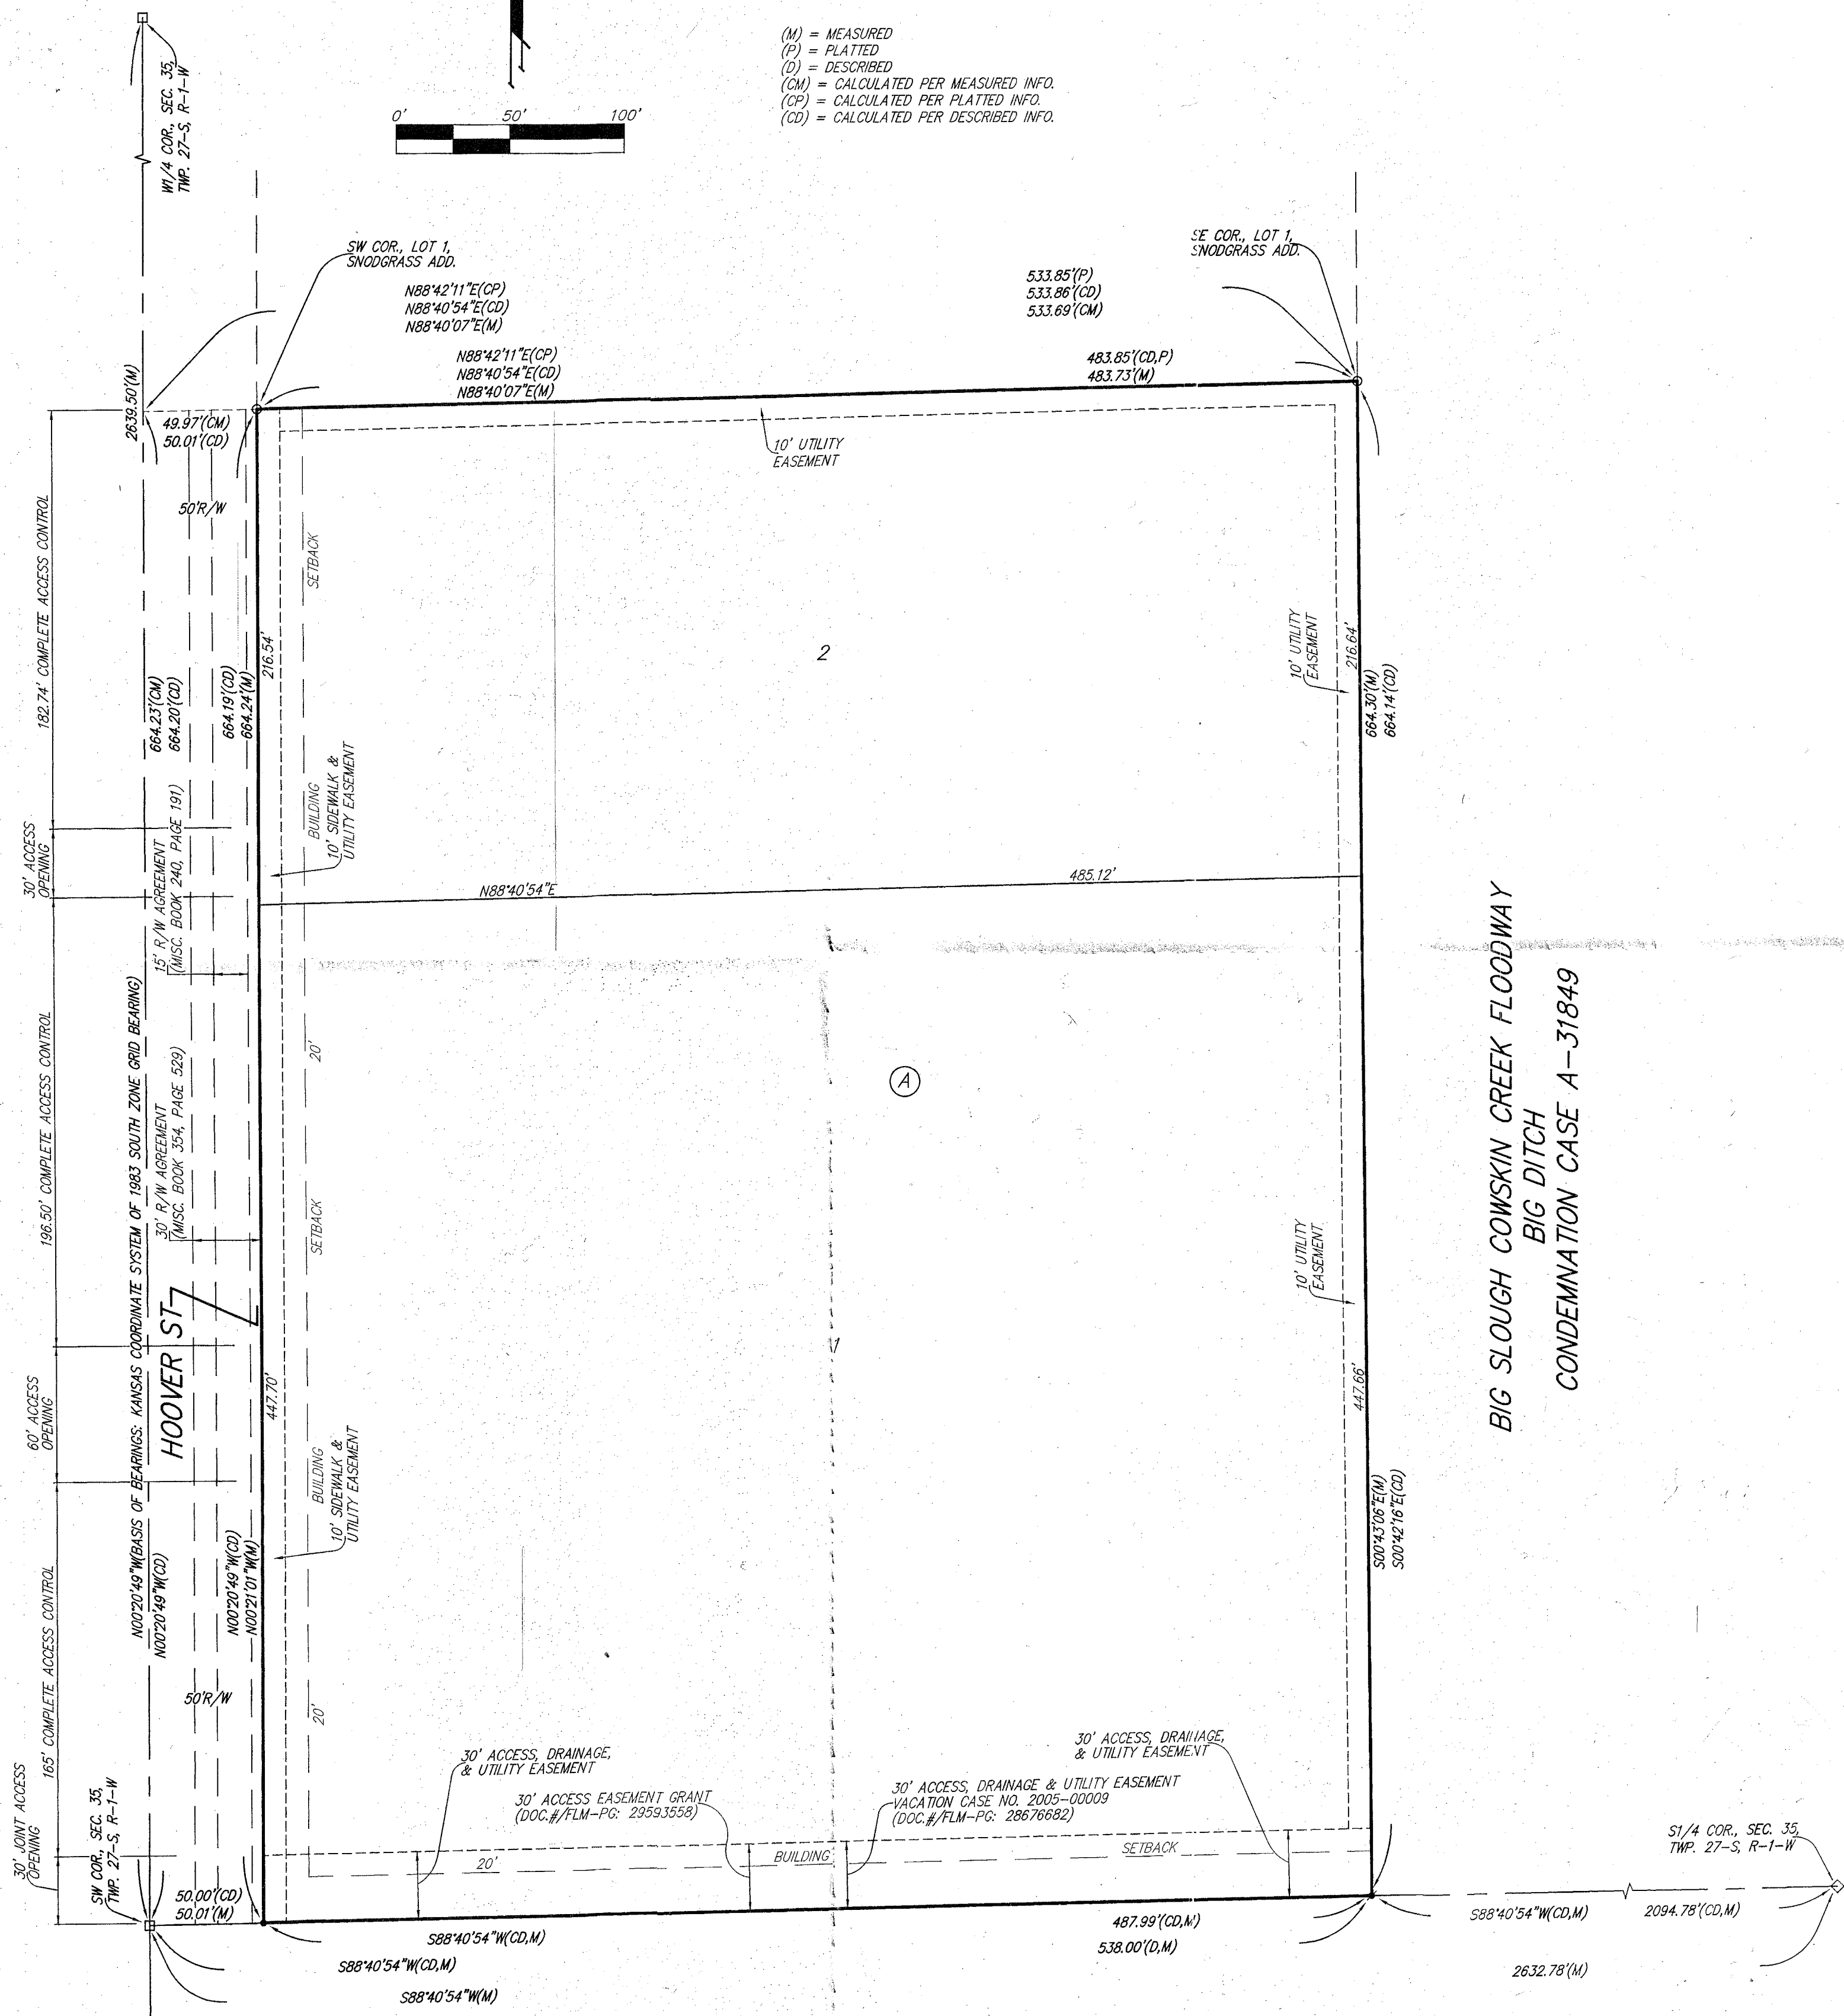 (M) = MEASURED
(P) = PLATTED
(D) = DESCRIBED
(CM) = CALCULATED PER MEASURED INFO.
(CP) = CALCULATED PER PLATTED INFO.
(CD) = CALCULATED PER DESCRIBED INFO.
0'
50'
100'
W1/4 COR., SEC. 35,
TWP. 27-S, R-1-W
SW COR., LOT 1,
SNODGRASS ADD.
SE COR., LOT 1,
SNODGRASS ADD.
N88°42'11"E(CP)
N88°40'54"E(CD)
N88°40'07"E(M)
533.85'(P)
533.86'(CD)
533.69'(CM)
N88°42'11"E(CP)
N88°40'54"E(CD)
N88°40'07"E(M)
483.85'(CD,P)
483.73'(M)
2639.50'(M)
49.97'(CM)
50.01'(CD)
10' UTILITY
EASEMENT
50'R/W
SETBACK
182.74' COMPLETE ACCESS CONTROL
664.23'(CM)
664.20'(CD)
664.19'(CD)
664.24'(M)
216.54'
2
10' UTILITY
EASEMENT
216.64'
664.30'(M)
664.14'(CD)
BUILDING
10' SIDEWALK &
UTILITY EASEMENT
30' ACCESS
OPENING
15' R/W AGREEMENT
(MISC. BOOK 240, PAGE 191)
N88°40'54"E
485.12'
196.50' COMPLETE ACCESS CONTROL
N00°20'49"W(BASIS OF BEARINGS: KANSAS COORDINATE SYSTEM OF 1983 SOUTH ZONE GRID BEARING)
N00°20'49"W(CD)
30' R/W AGREEMENT
(MISC. BOOK 354, PAGE 529)
20'
SETBACK
A
BIG SLOUGH COWSKIN CREEK FLOODWAY
BIG DITCH
CONDEMNATION CASE A-31849
10' UTILITY
EASEMENT
HOOVER ST
1
60' ACCESS
OPENING
447.70'
447.66'
BUILDING
10' SIDEWALK &
UTILITY EASEMENT
N00°20'49"W(CD)
N00°21'01"W(M)
S00°43'06"E(M)
S00°42'16"E(CD)
165' COMPLETE ACCESS CONTROL
50'R/W
20'
30' ACCESS, DRAINAGE,
& UTILITY EASEMENT
30' ACCESS EASEMENT GRANT
(DOC.#/FLM-PG: 29593558)
30' ACCESS, DRAINAGE & UTILITY EASEMENT
VACATION CASE NO. 2005-00009
(DOC.#/FLM-PG: 28676682)
30' ACCESS, DRAINAGE,
& UTILITY EASEMENT
30' JOINT ACCESS
OPENING
SW COR., SEC. 35,
TWP. 27-S, R-1-W
20'
BUILDING
SETBACK
S1/4 COR., SEC. 35,
TWP. 27-S, R-1-W
50.00'(CD)
50.01'(M)
S88°40'54"W(CD,M)
487.99'(CD,M)
S88°40'54"W(CD,M)
2094.78'(CD,M)
S88°40'54"W(CD,M)
538.00'(D,M)
S88°40'54"W(M)
2632.78'(M)